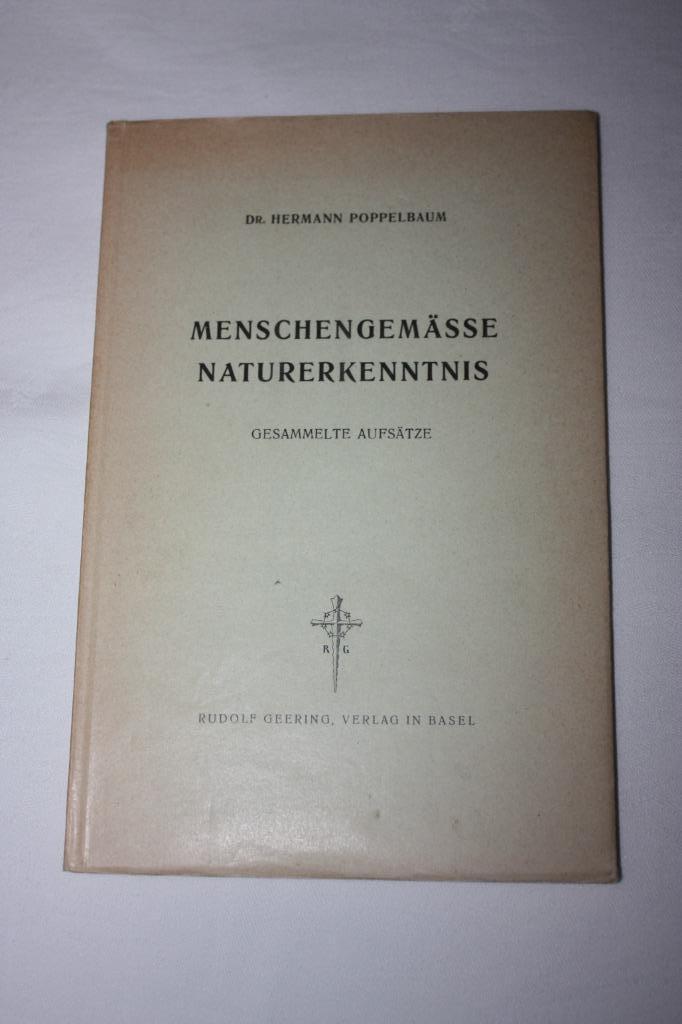 DR. HERMANN POPPELBAUM
MENSCHENGEMÄSSE
NATURERKENNTNIS
GESAMMELTE AUFSÄTZE
R G.
RUDOLF GEERING, VERLAG IN BASEL